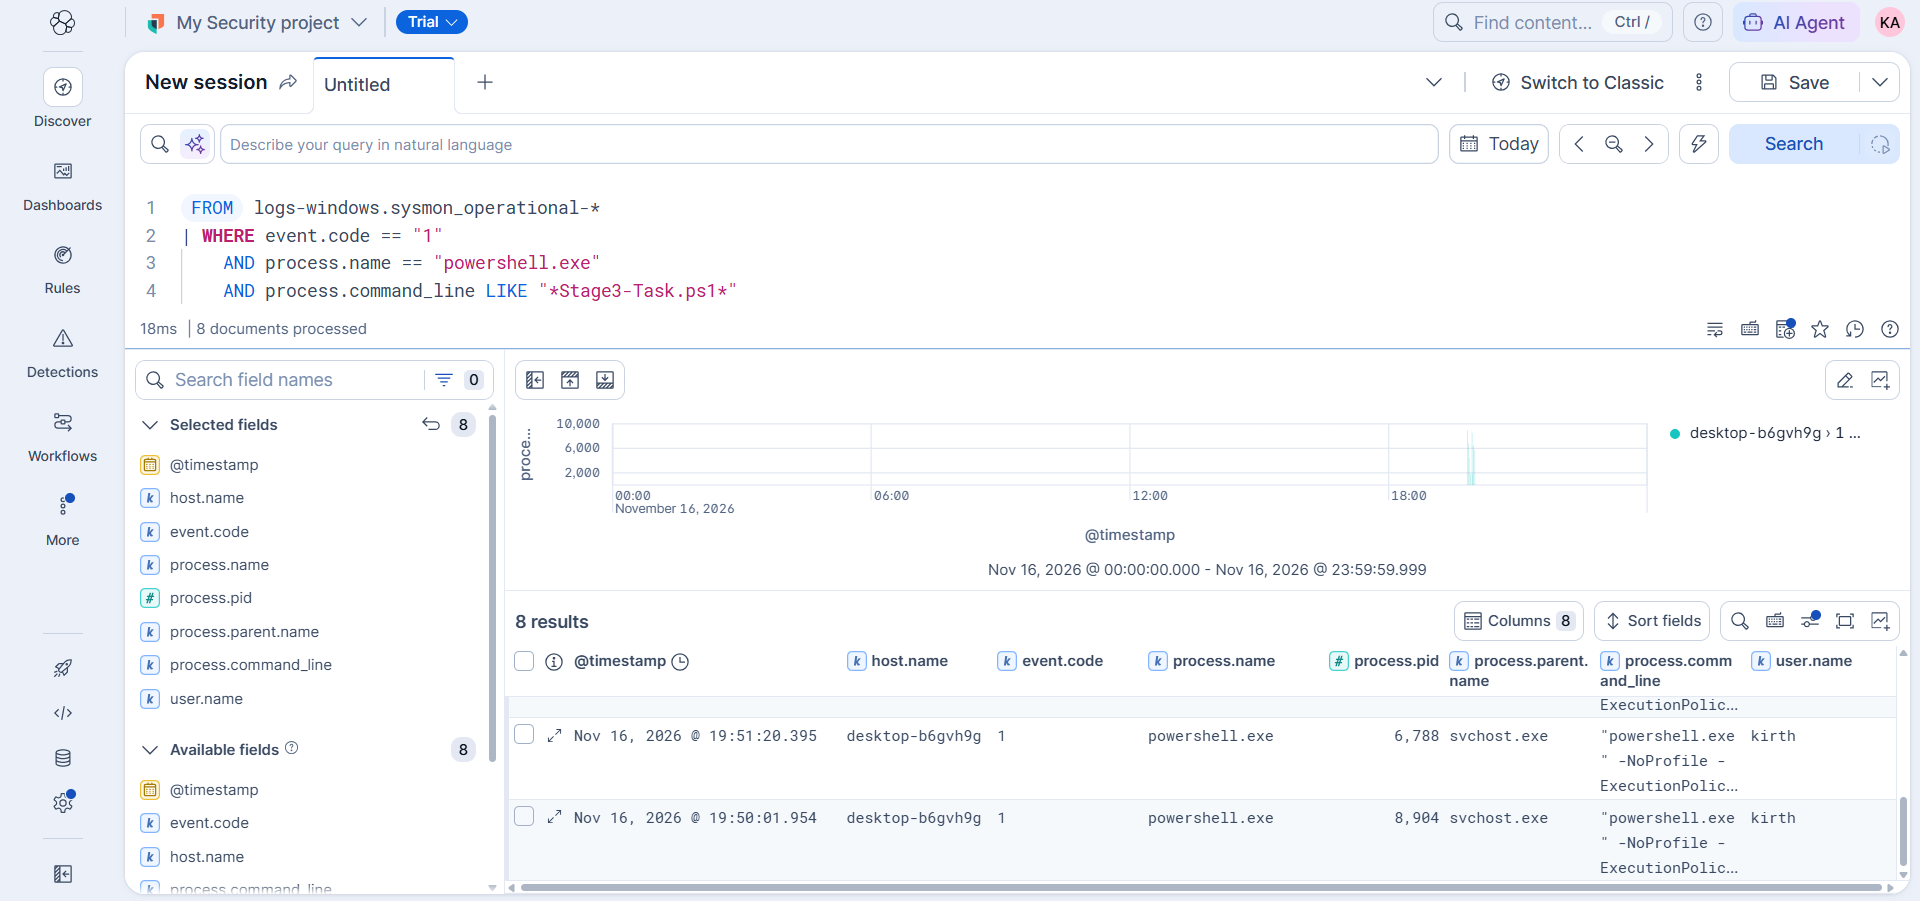 My Security project
Trial
Find content...
Ctrl /
AI Agent
KA
New session
Untitled
Switch to Classic
Save
Discover
Dashboards
Rules
Detections
Workflows
More
Describe your query in natural language
Today
Search
1 FROM logs-windows.sysmon_operational-*
2 | WHERE event.code == "1"
3 AND process.name == "powershell.exe"
4 AND process.command_line LIKE "*Stage3-Task.ps1*"
18ms | 8 documents processed
Search field names
0
Selected fields
8
@timestamp
host.name
event.code
process.name
process.pid
process.parent.name
process.command_line
user.name
Available fields
8
@timestamp
event.code
host.name
process.command_line
proce...
10,000
6,000
2,000
00:00
06:00
12:00
18:00
November 16, 2026
@timestamp
Nov 16, 2026 @ 00:00:00.000 - Nov 16, 2026 @ 23:59:59.999
desktop-b6gvh9g › 1 ...
8 results
Columns 8
Sort fields
@timestamp
host.name
event.code
process.name
process.pid
process.parent.
name
process.comm
and_line
user.name
ExecutionPolic...
Nov 16, 2026 @ 19:51:20.395 desktop-b6gvh9g 1 powershell.exe 6,788 svchost.exe "powershell.exe kirth
" -NoProfile -
ExecutionPolic...
Nov 16, 2026 @ 19:50:01.954 desktop-b6gvh9g 1 powershell.exe 8,904 svchost.exe "powershell.exe kirth
" -NoProfile -
ExecutionPolic...